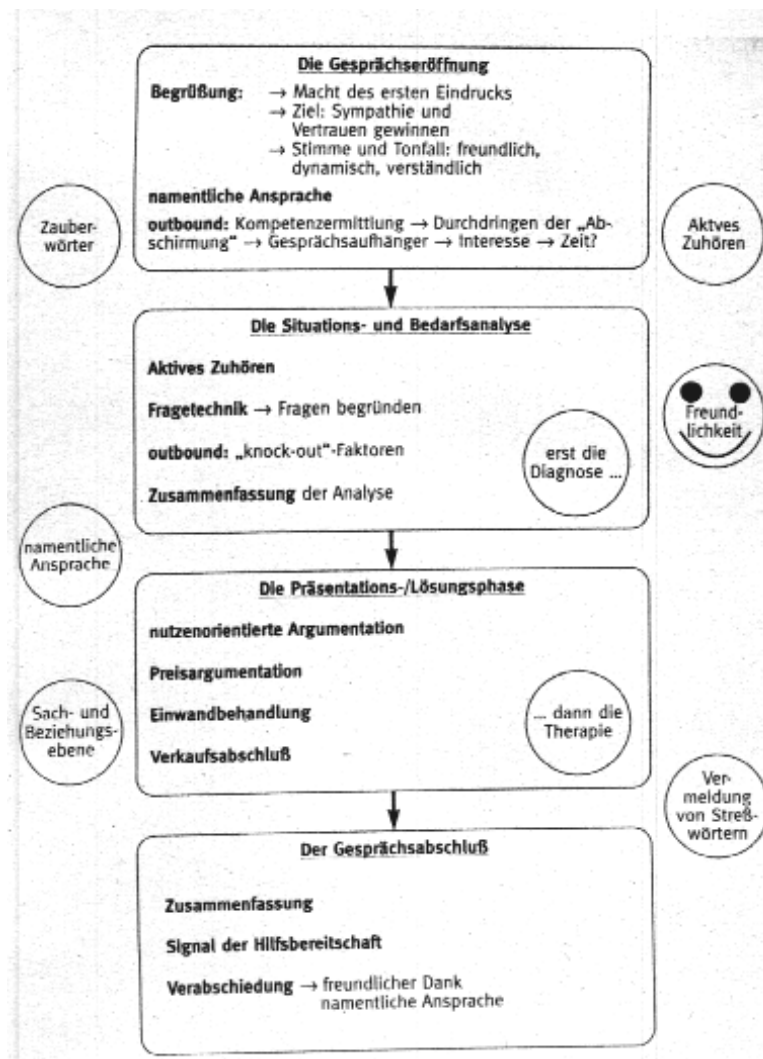 Die Gesprächseröffnung
Begrüßung: → Macht des ersten Eindrucks
→ Ziel: Sympathie und
Vertrauen gewinnen
→ Stimme und Tonfall: freundlich,
dynamisch, verständlich
namentliche Ansprache
outbound: Kompetenzermittlung → Durchdringen der „Ab-
schirmung“ → Gesprächsaufhänger → Interesse → Zeit?
Zauber-
wörter
Aktves
Zuhören
Die Situations- und Bedarfsanalyse
Aktives Zuhören
Fragetechnik → Fragen begründen
outbound: „knock-out“-Faktoren
Zusammenfassung der Analyse
erst die
Diagnose ...
Freund-
lichkeit
namentliche
Ansprache
Die Präsentations-/Lösungsphase
nutzenorientierte Argumentation
Preisargumentation
Einwandbehandlung
Verkaufsabschluß
... dann die
Therapie
Sach- und
Beziehungs-
ebene
Ver-
meidung
von Streß-
wörtern
Der Gesprächsabschluß
Zusammenfassung
Signal der Hilfsbereitschaft
Verabschiedung → freundlicher Dank
namentliche Ansprache